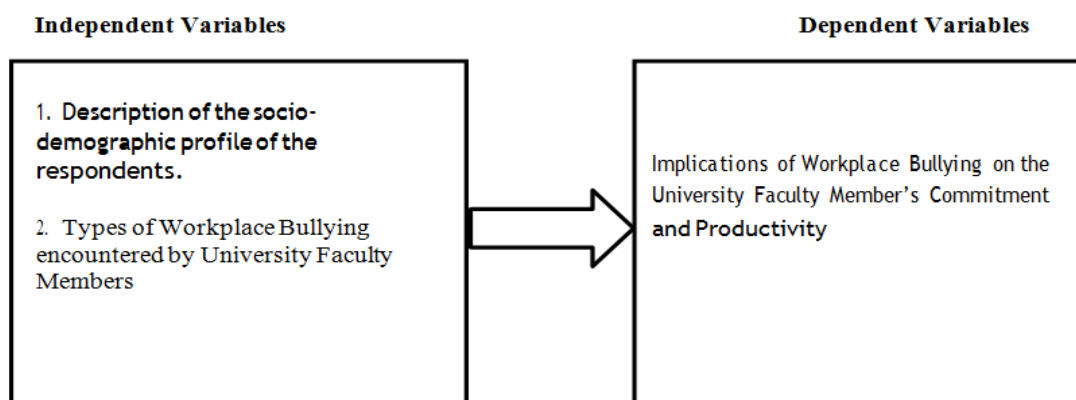 Independent Variables
Dependent Variables
1. Description of the socio-
demographic profile of the
respondents.
2. Types of Workplace Bullying
encountered by University Faculty
Members
Implications of Workplace Bullying on the
University Faculty Member's Commitment
and Productivity